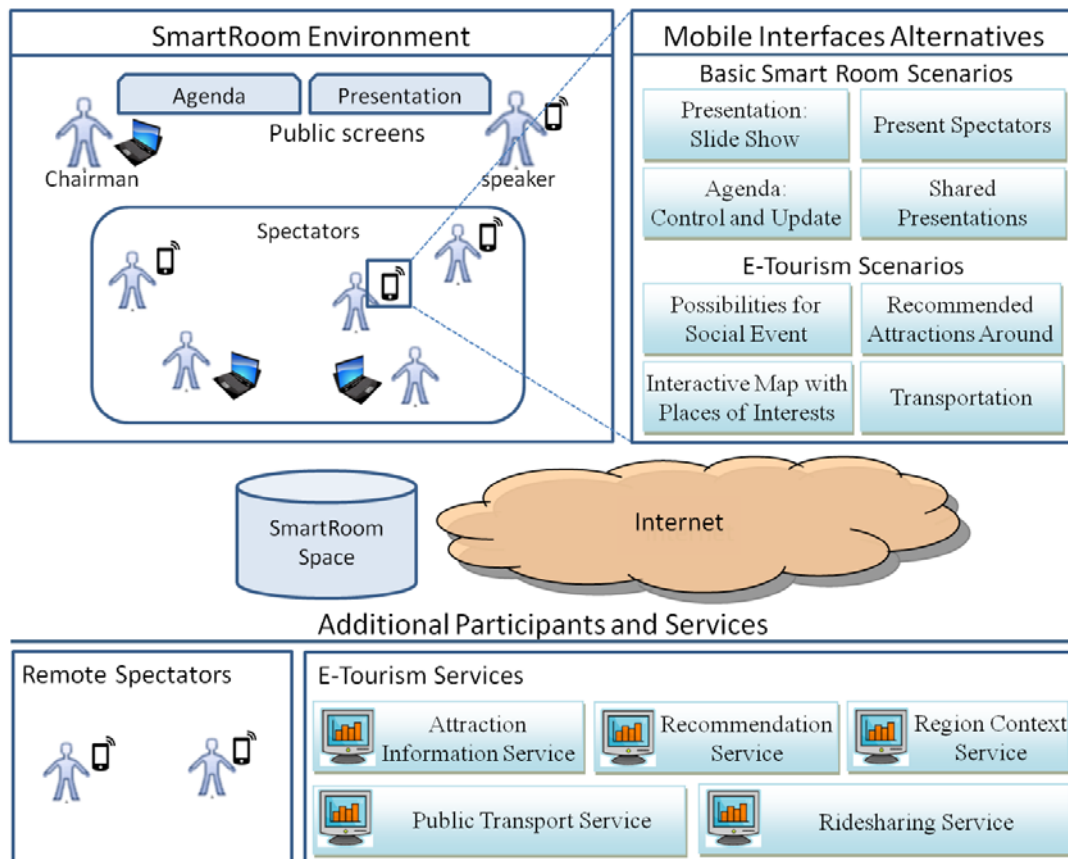 SmartRoom Environment
Agenda
Presentation
Public screens
Chairman
speaker
Spectators
Mobile Interfaces Alternatives
Basic Smart Room Scenarios
Presentation:
Slide Show
Present Spectators
Agenda:
Control and Update
Shared
Presentations
E-Tourism Scenarios
Possibilities for
Social Event
Recommended
Attractions Around
Interactive Map with
Places of Interests
Transportation
SmartRoom
Space
Internet
Additional Participants and Services
Remote Spectators
E-Tourism Services
Attraction
Information Service
Recommendation
Service
Region Context
Service
Public Transport Service
Ridesharing Service